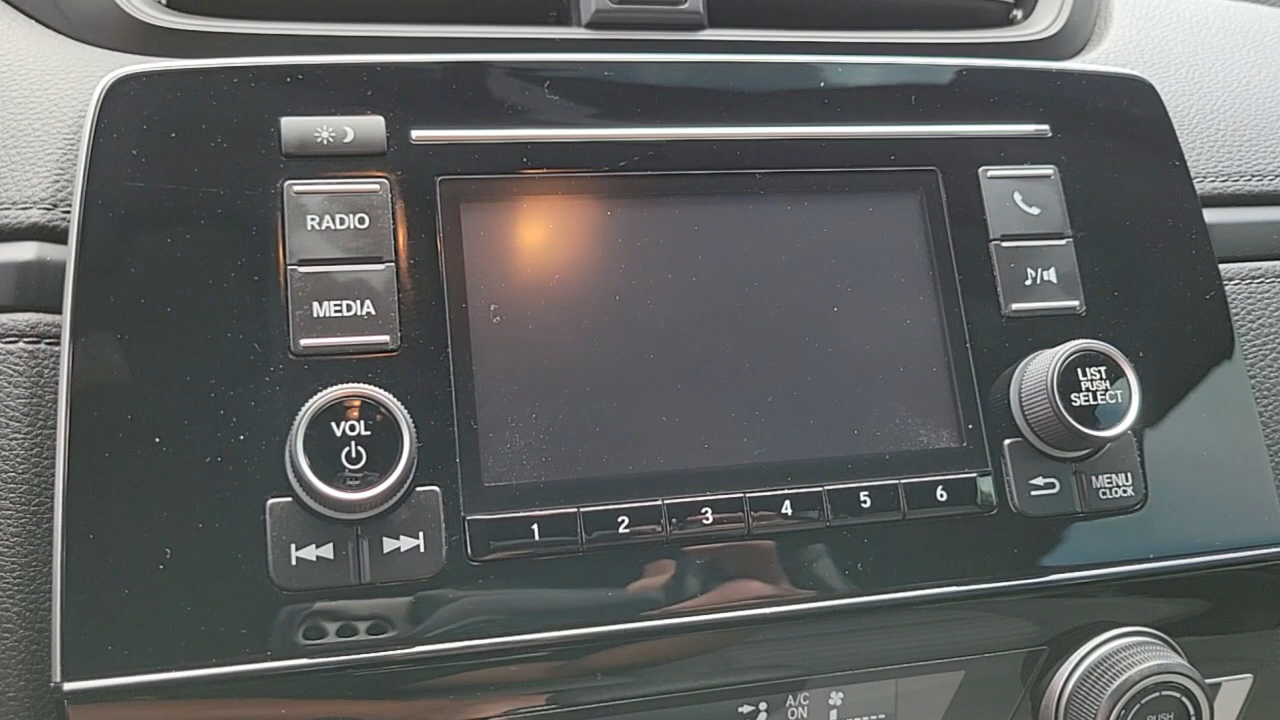 RADIO
MEDIA
VOL
LIST
PUSH
SELECT
MENU
CLOCK
1 2 3 4 5 6
A/C
ON
PUSH